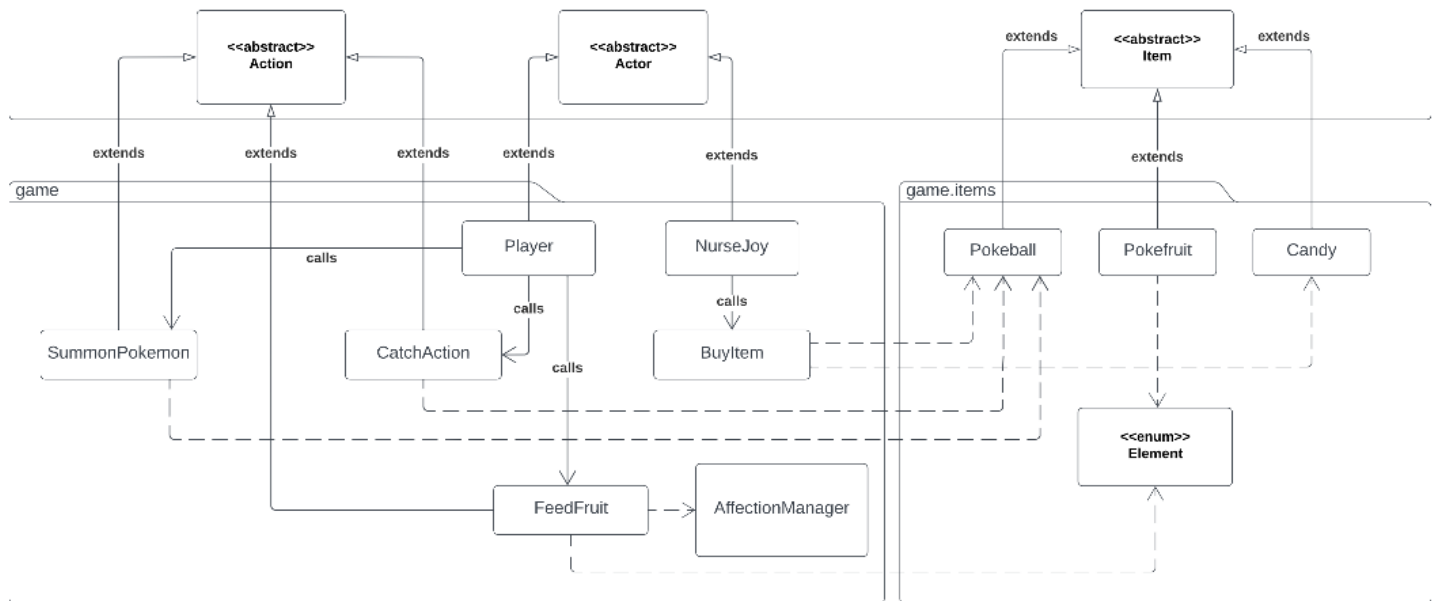 <<abstract>>
Action
<<abstract>>
Actor
<<abstract>>
Item
extends
extends
extends
extends
extends
extends
extends
extends
game
game.items
Player
NurseJoy
Pokeball
Pokefruit
Candy
calls
calls
calls
SummonPokemon
CatchAction
BuyItem
calls
<<enum>>
Element
FeedFruit
AffectionManager